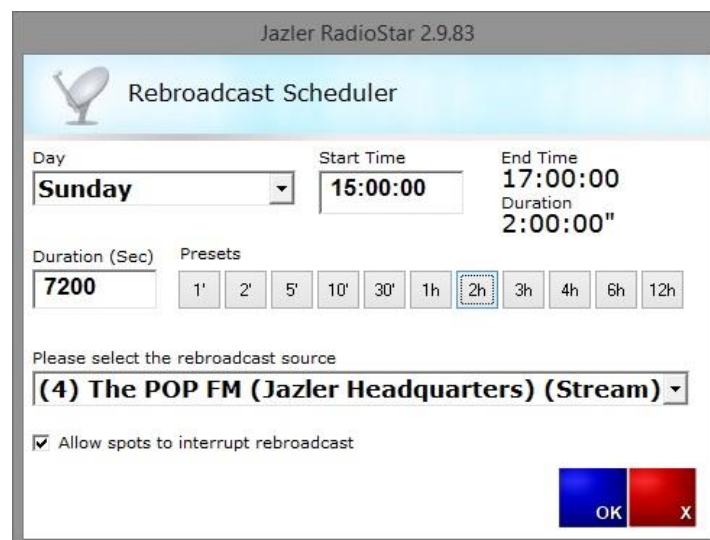 Jazler RadioStar 2.9.83
Rebroadcast Scheduler
Day
Sunday
Start Time
15:00:00
End Time
17:00:00
Duration
2:00:00"
Duration (Sec)
7200
Presets
1' 2' 5' 10' 30' 1h 2h 3h 4h 6h 12h
Please select the rebroadcast source
(4) The POP FM (Jazler Headquarters) (Stream)
Allow spots to interrupt rebroadcast
OK X